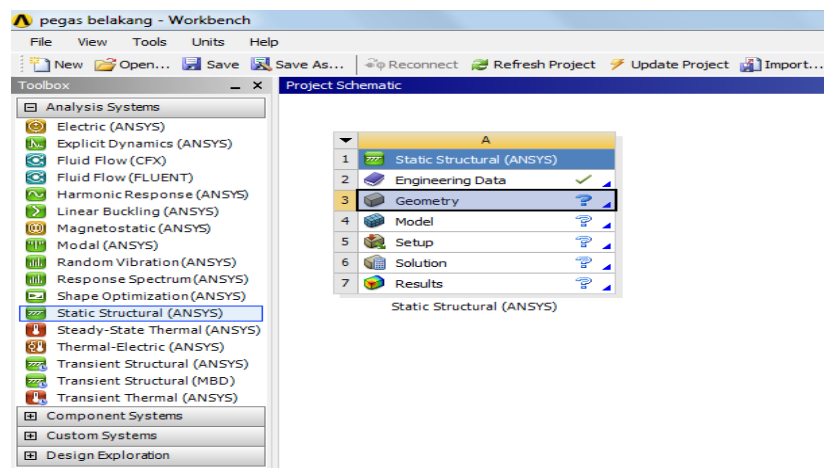 pegas belakang - Workbench
File View Tools Units Help
New Open... Save Save As... Reconnect Refresh Project Update Project Import...
Toolbox
Project Schematic
Analysis Systems
Electric (ANSYS)
Explicit Dynamics (ANSYS)
Fluid Flow (CFX)
Fluid Flow (FLUENT)
Harmonic Response (ANSYS)
Linear Buckling (ANSYS)
Magnetostatic (ANSYS)
Modal (ANSYS)
Random Vibration (ANSYS)
Response Spectrum (ANSYS)
Shape Optimization (ANSYS)
Static Structural (ANSYS)
Steady-State Thermal (ANSYS)
Thermal-Electric (ANSYS)
Transient Structural (ANSYS)
Transient Structural (MBD)
Transient Thermal (ANSYS)
Component Systems
Custom Systems
Design Exploration
A
1 Static Structural (ANSYS)
2 Engineering Data
3 Geometry
4 Model
5 Setup
6 Solution
7 Results
Static Structural (ANSYS)